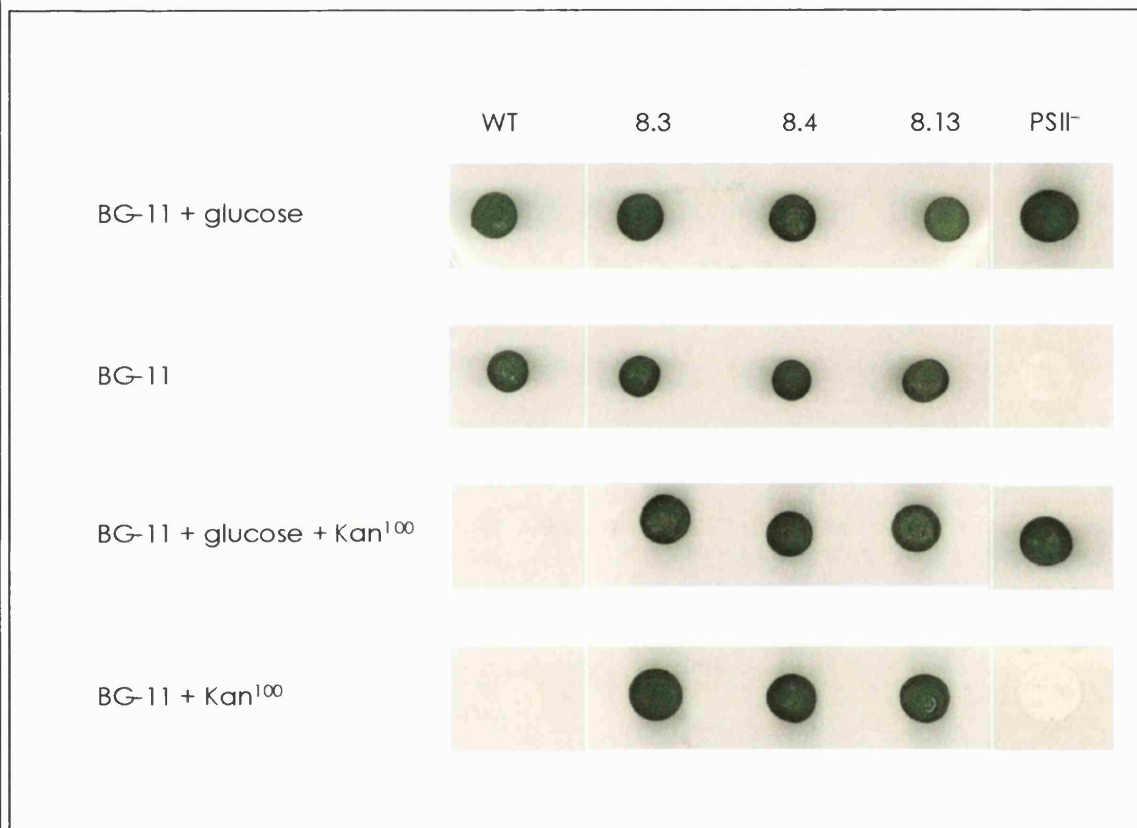 WT 8.3 8.4 8.13 PSII⁻
BG-11 + glucose
BG-11
BG-11 + glucose + Kan¹⁰⁰
BG-11 + Kan¹⁰⁰